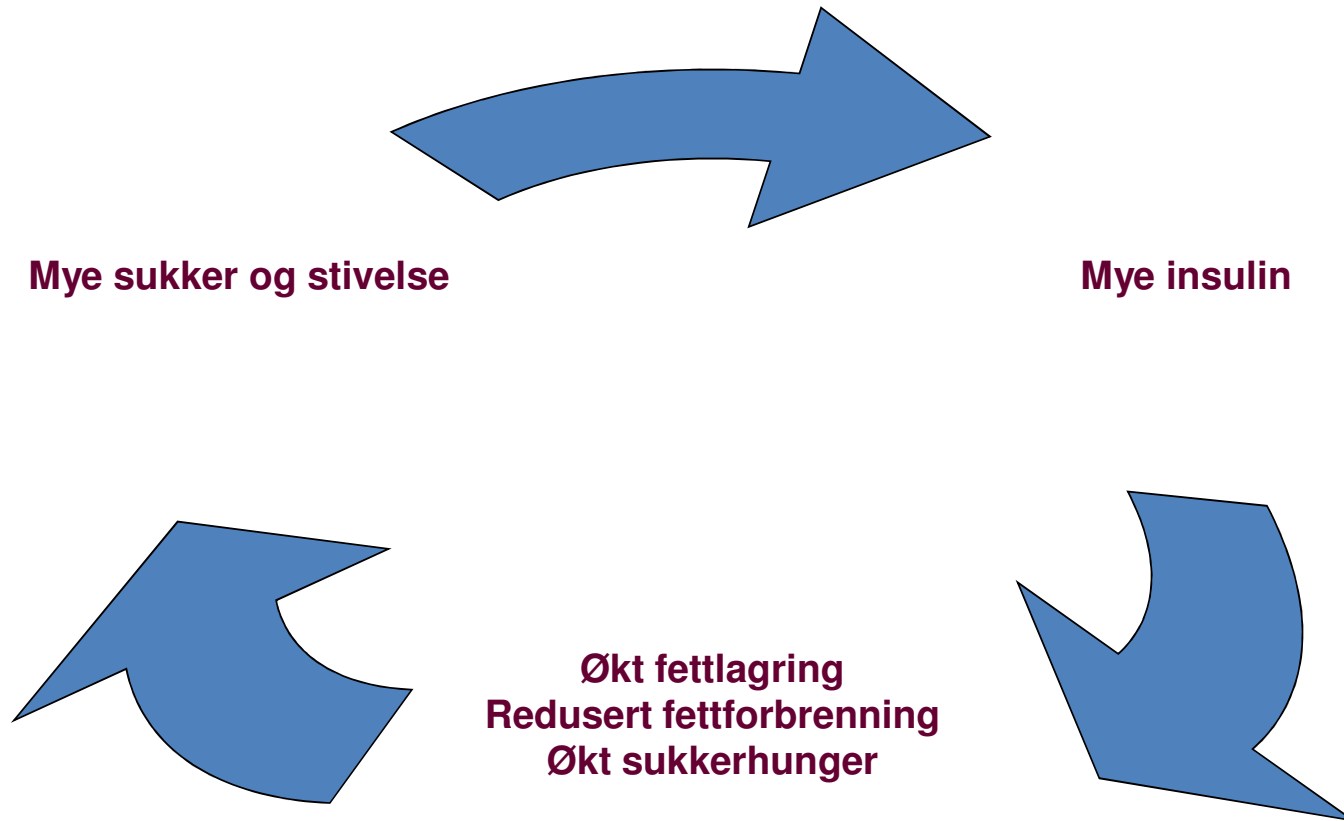 Mye sukker og stivelse
Mye insulin
Økt fettlagring
Redusert fettforbrenning
Økt sukkerhunger